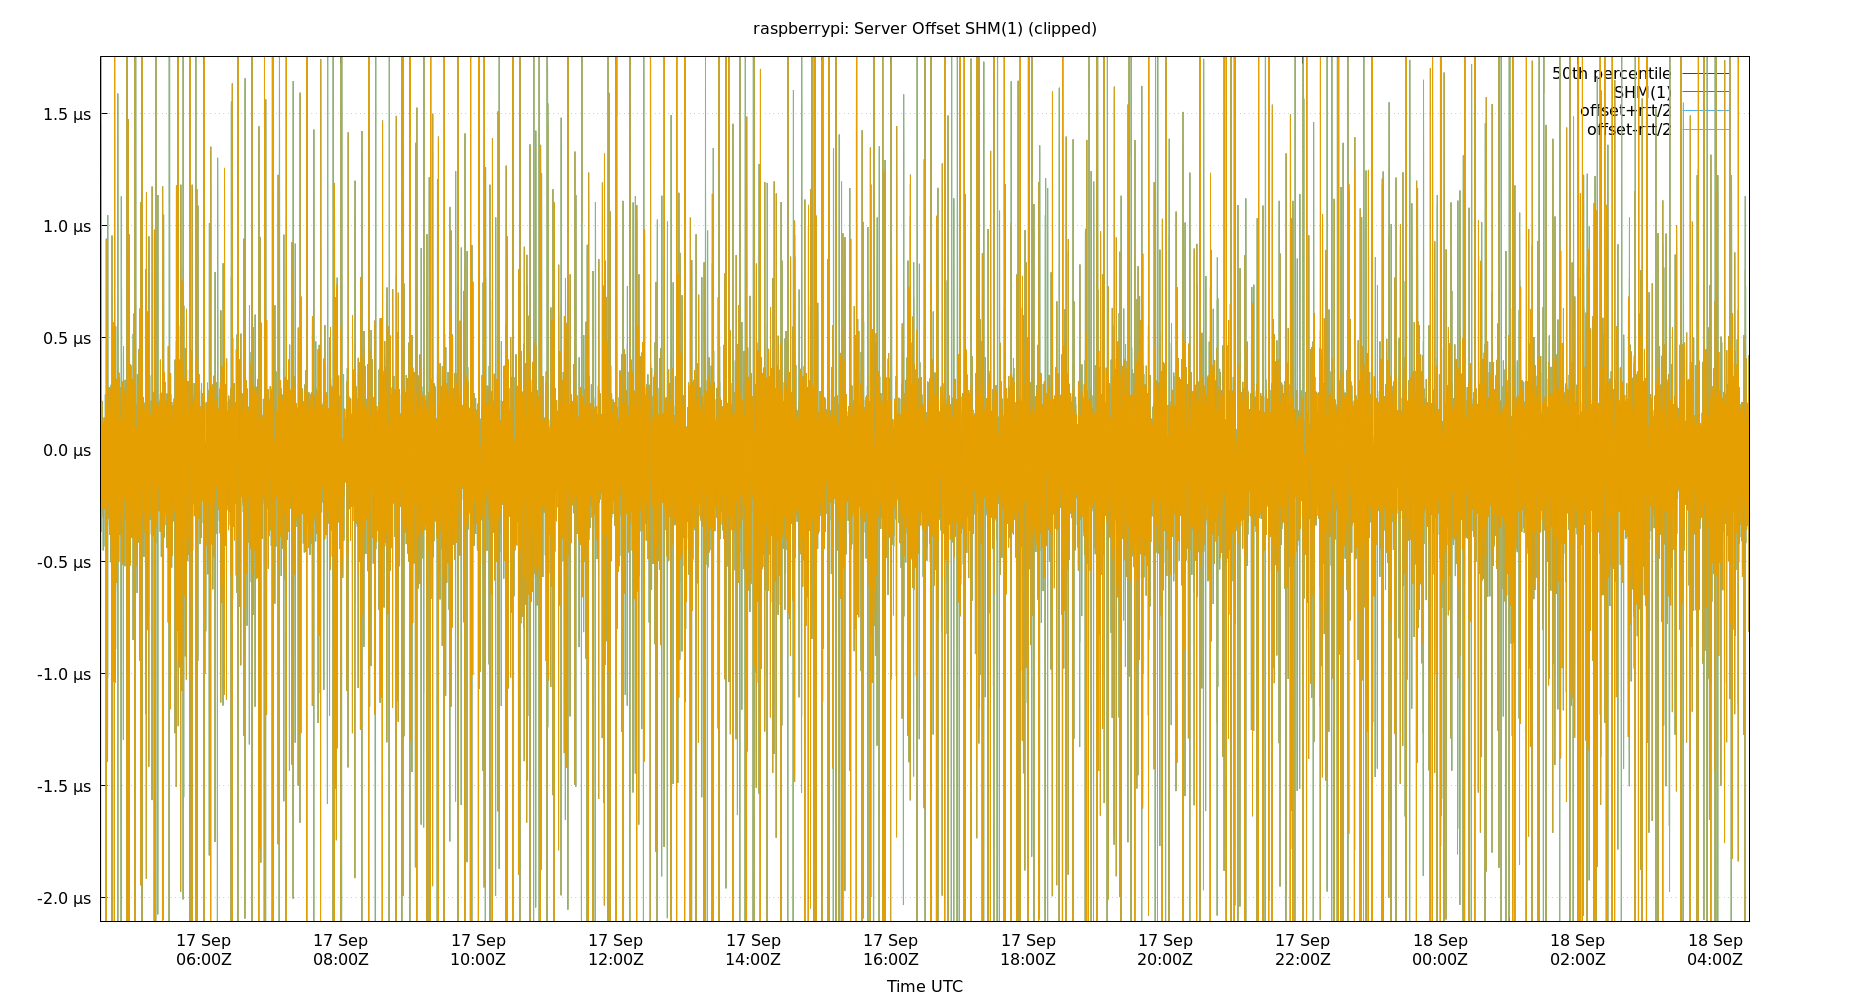 raspberrypi: Server Offset SHM(1) (clipped)
50th percentile
SHM(1)
offset+rtt/2
offset-rtt/2
1.5 µs
1.0 µs
0.5 µs
0.0 µs
-0.5 µs
-1.0 µs
-1.5 µs
-2.0 µs
17 Sep 17 Sep 17 Sep 17 Sep 17 Sep 17 Sep 17 Sep 17 Sep 17 Sep 18 Sep 18 Sep 18 Sep
06:00Z 08:00Z 10:00Z 12:00Z 14:00Z 16:00Z 18:00Z 20:00Z 22:00Z 00:00Z 02:00Z 04:00Z
Time UTC